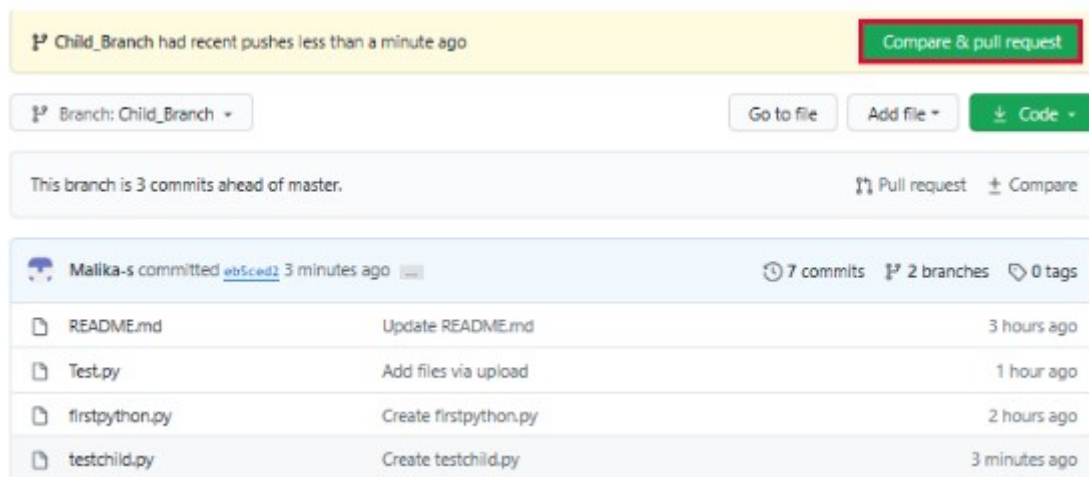 Child_Branch had recent pushes less than a minute ago Compare & pull request
Branch: Child_Branch Go to file Add file Code
This branch is 3 commits ahead of master. Pull request Compare
Malika-s committed eb5ced2 3 minutes ago ... 7 commits 2 branches 0 tags
README.md Update README.md 3 hours ago
Test.py Add files via upload 1 hour ago
firstpython.py Create firstpython.py 2 hours ago
testchild.py Create testchild.py 3 minutes ago